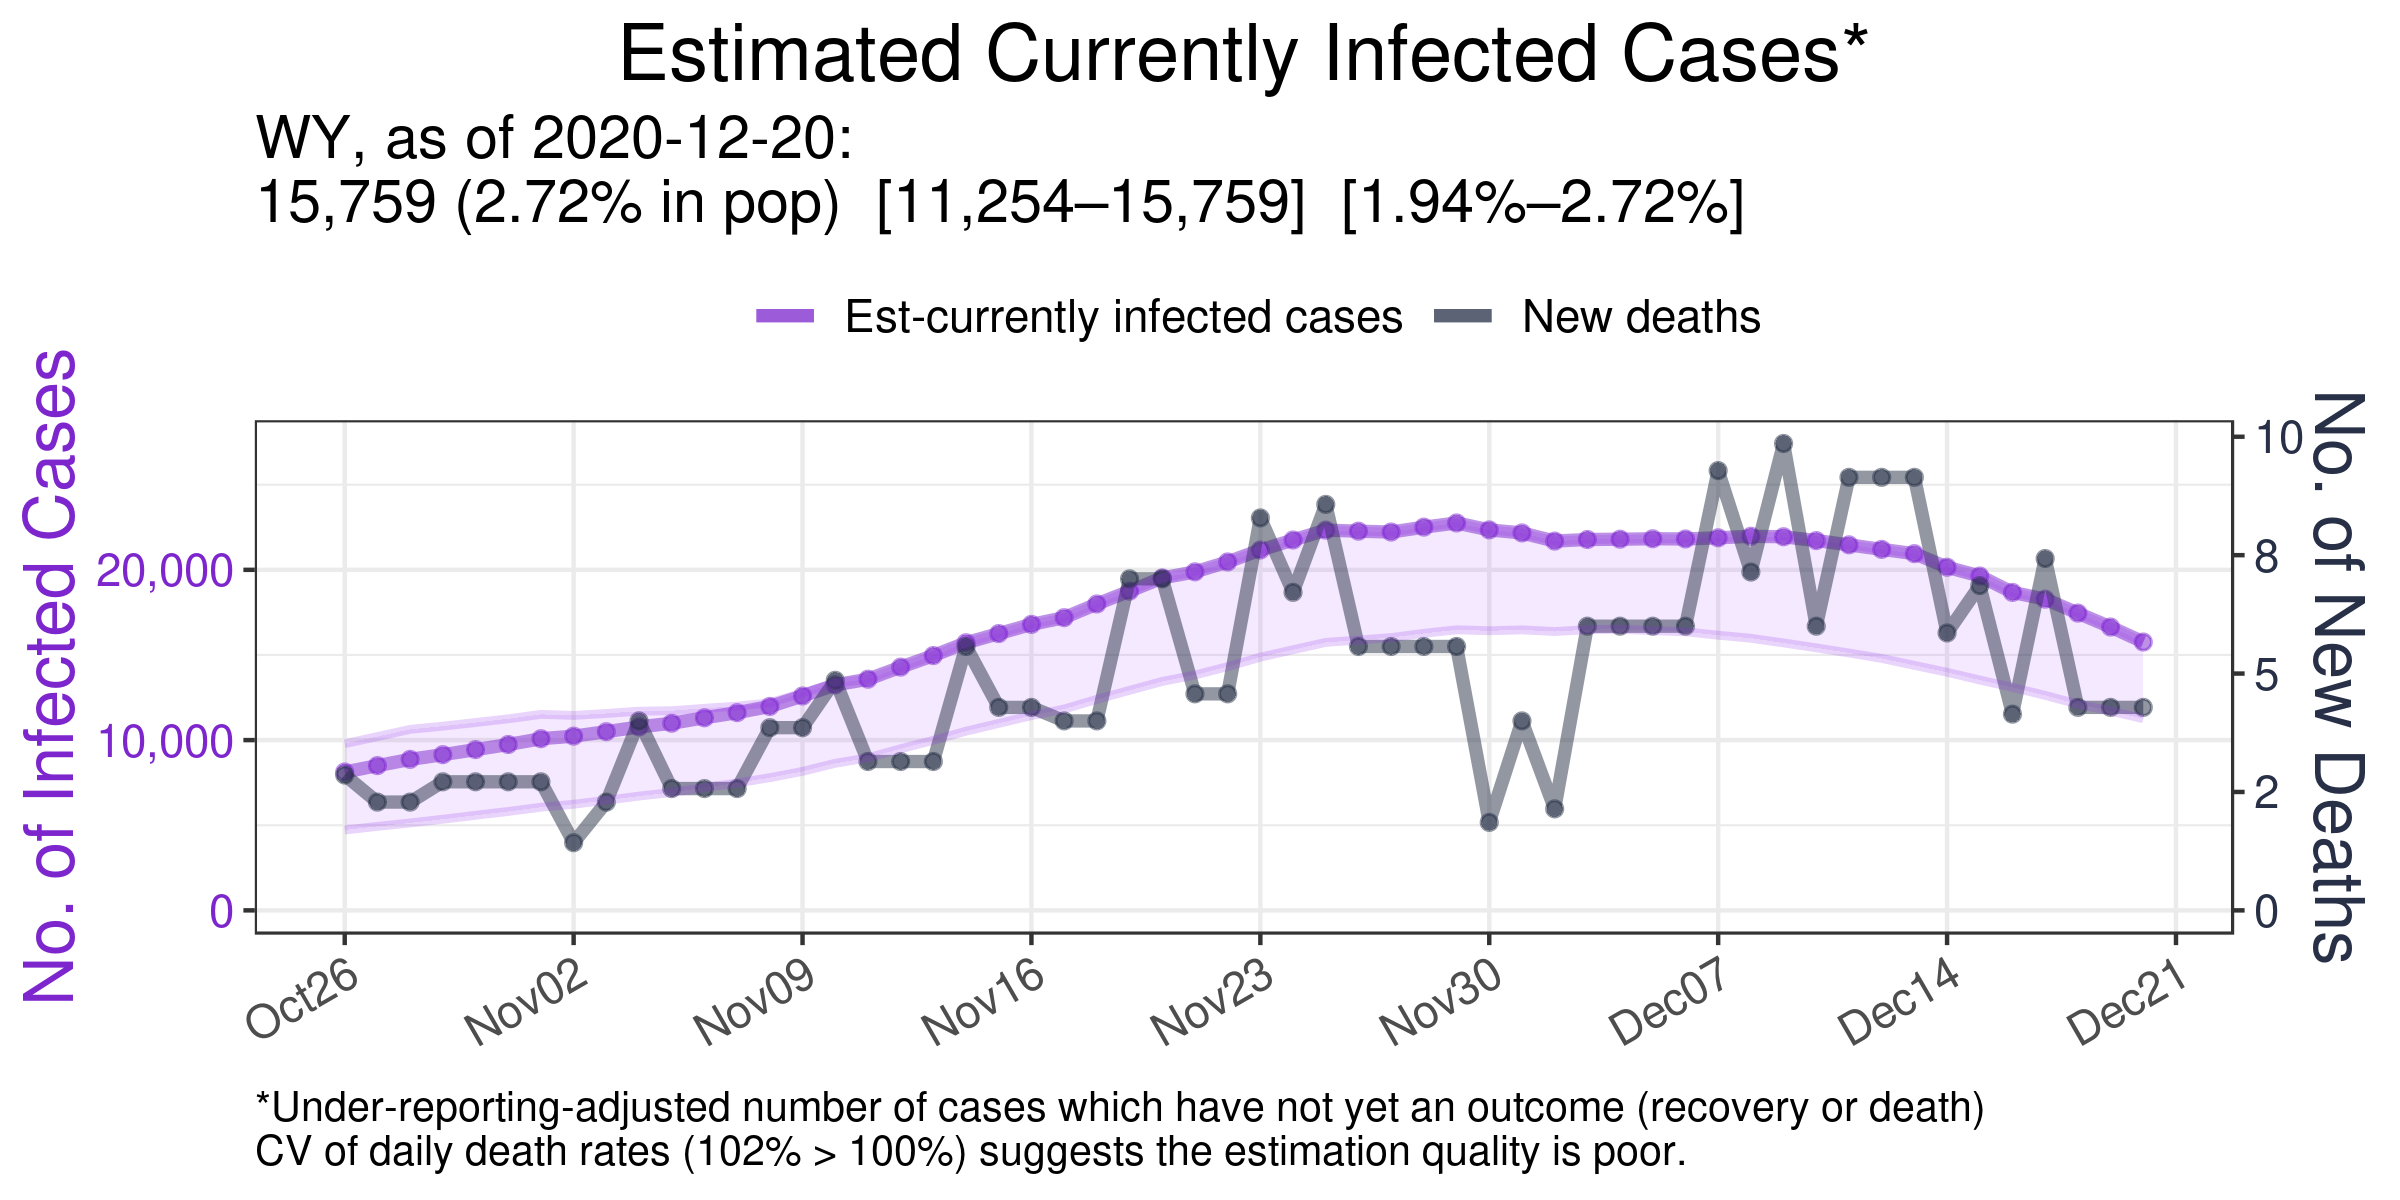 Estimated Currently Infected Cases*
WY, as of 2020-12-20:
15,759 (2.72% in pop)  [11,254–15,759]  [1.94%–2.72%]
Est-currently infected cases
New deaths
No. of Infected Cases
20,000
10,000
0
10
8
5
2
0
No. of New Deaths
Oct26
Nov02
Nov09
Nov16
Nov23
Nov30
Dec07
Dec14
Dec21
*Under-reporting-adjusted number of cases which have not yet an outcome (recovery or death)
CV of daily death rates (102% > 100%) suggests the estimation quality is poor.